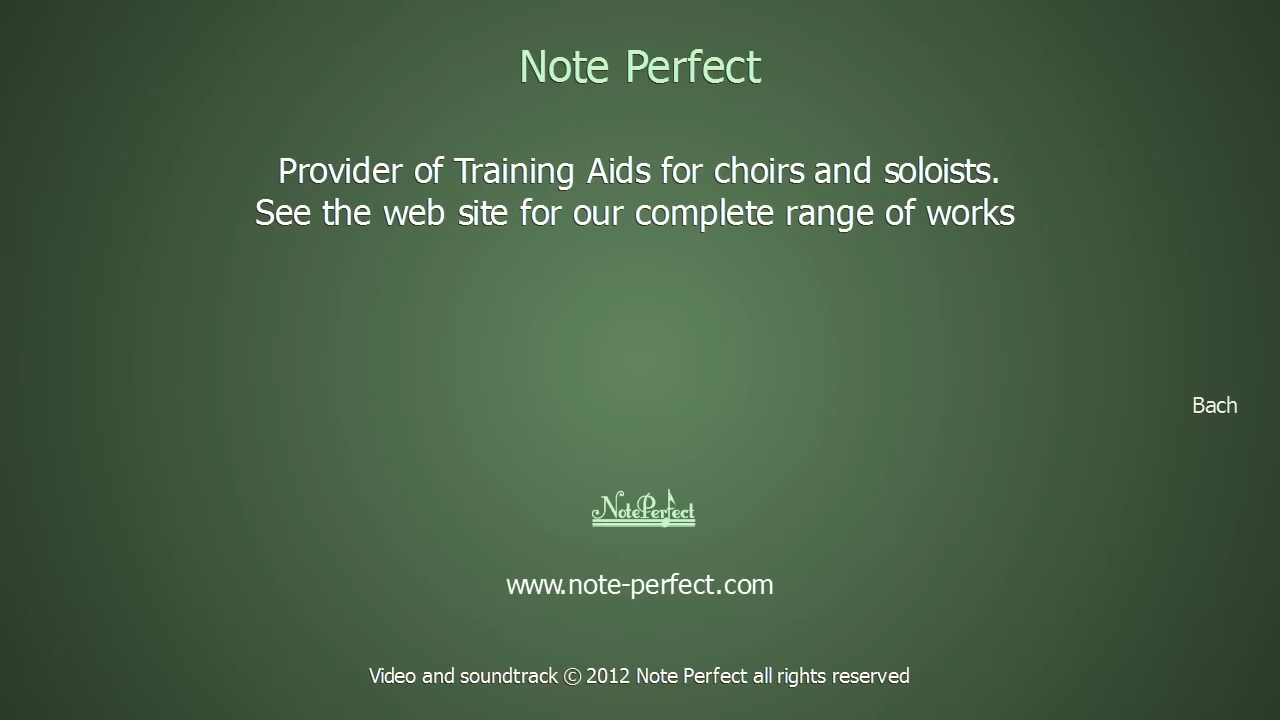 Note Perfect
Provider of Training Aids for choirs and soloists.
See the web site for our complete range of works
Bach
NotePerfect
www.note-perfect.com
Video and soundtrack © 2012 Note Perfect all rights reserved